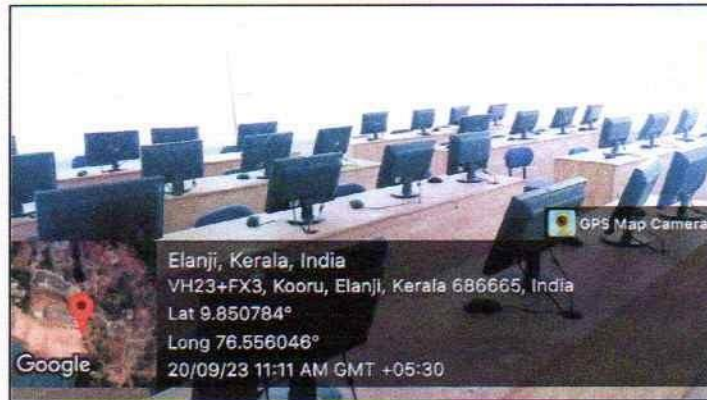 GPS Map Camera
Elanji, Kerala, India
VH23+FX3, Kooru, Elanji, Kerala 686665, India
Lat 9.850784°
Long 76.556046°
Google
20/09/23 11:11 AM GMT +05:30